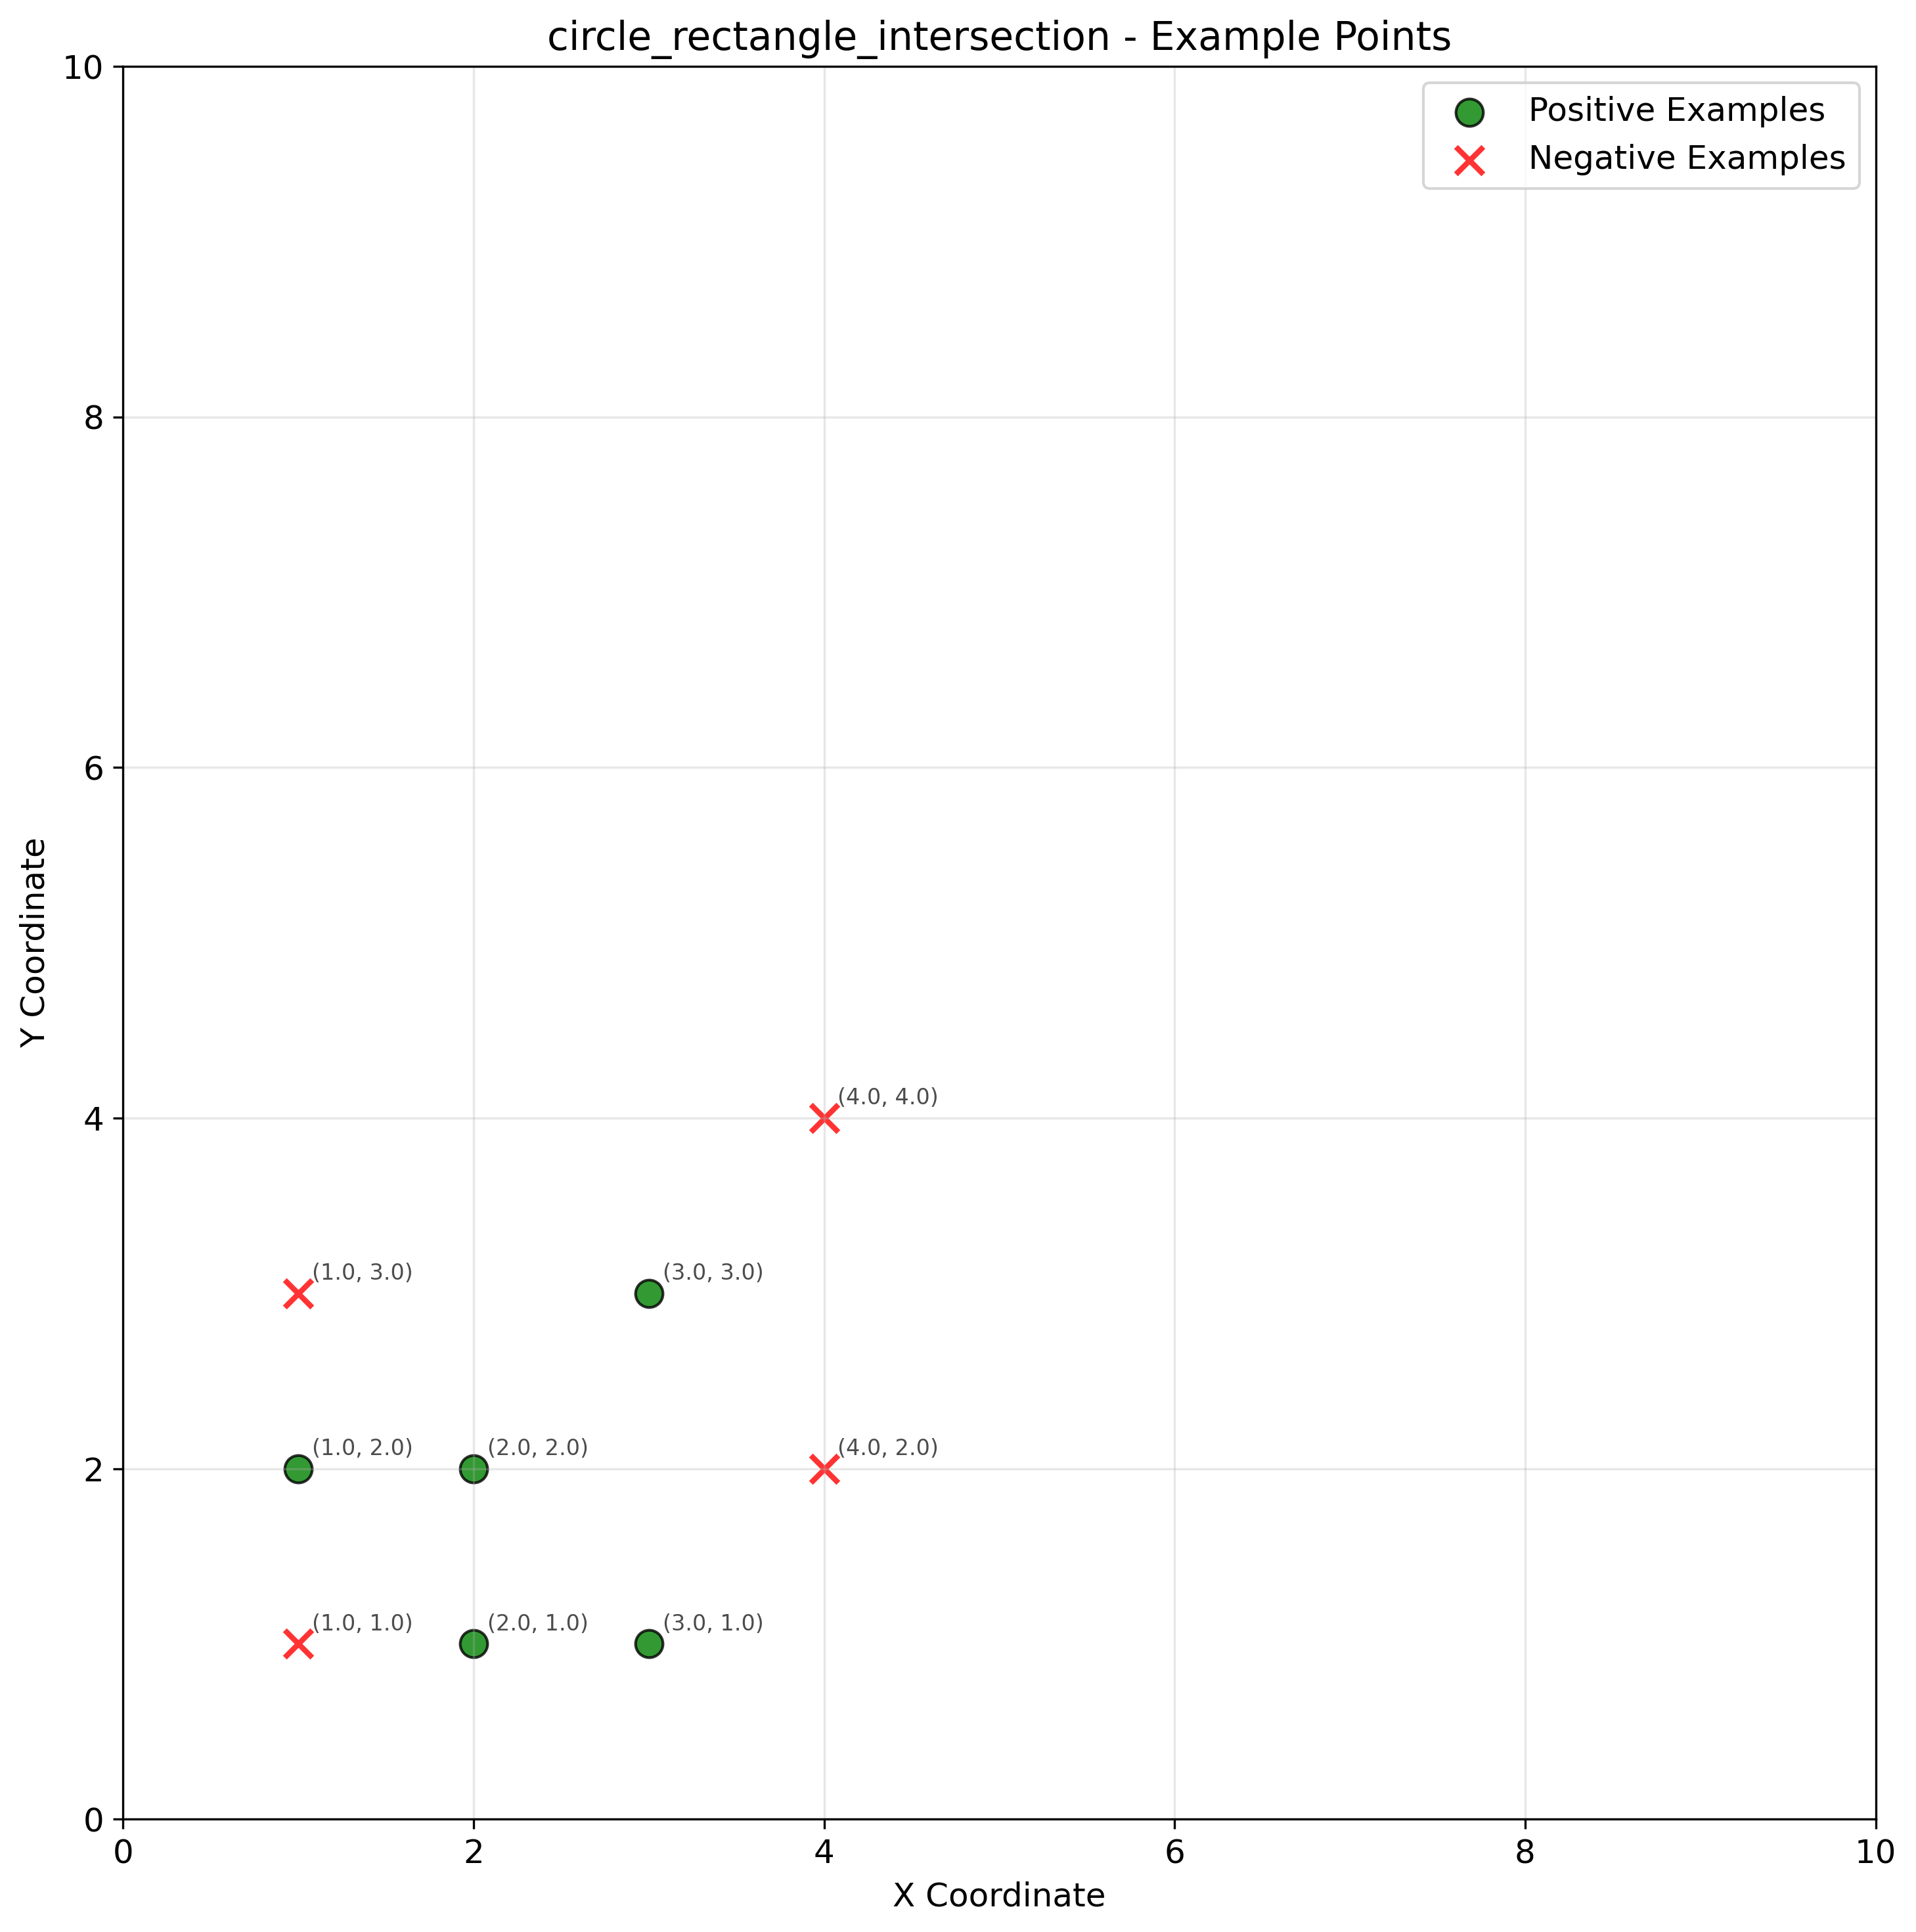 circle_rectangle_intersection - Example Points
Positive Examples
Negative Examples
10
8
6
4
2
0
Y Coordinate
(4.0, 4.0)
(1.0, 3.0)
(3.0, 3.0)
(1.0, 2.0)
(2.0, 2.0)
(4.0, 2.0)
(1.0, 1.0)
(2.0, 1.0)
(3.0, 1.0)
0 2 4 6 8 10
X Coordinate